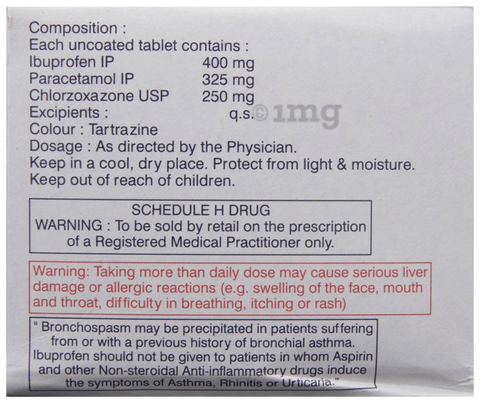 Composition :
Each uncoated tablet contains :
Ibuprofen IP 400 mg
Paracetamol IP 325 mg
Chlorzoxazone USP 250 mg
Excipients : q.s.
©1mg
Colour : Tartrazine
Dosage : As directed by the Physician.
Keep in a cool, dry place. Protect from light & moisture.
Keep out of reach of children.
SCHEDULE H DRUG
WARNING : To be sold by retail on the prescription
of a Registered Medical Practitioner only.
Warning: Taking more than daily dose may cause serious liver
damage or allergic reactions (e.g. swelling of the face, mouth
and throat, difficulty in breathing, itching or rash)
" Bronchospasm may be precipitated in patients suffering
from or with a previous history of bronchial asthma.
Ibuprofen should not be given to patients in whom Aspirin
and other Non-steroidal Anti-inflammatory drugs induce
the symptoms of Asthma, Rhinitis or Urticaria."